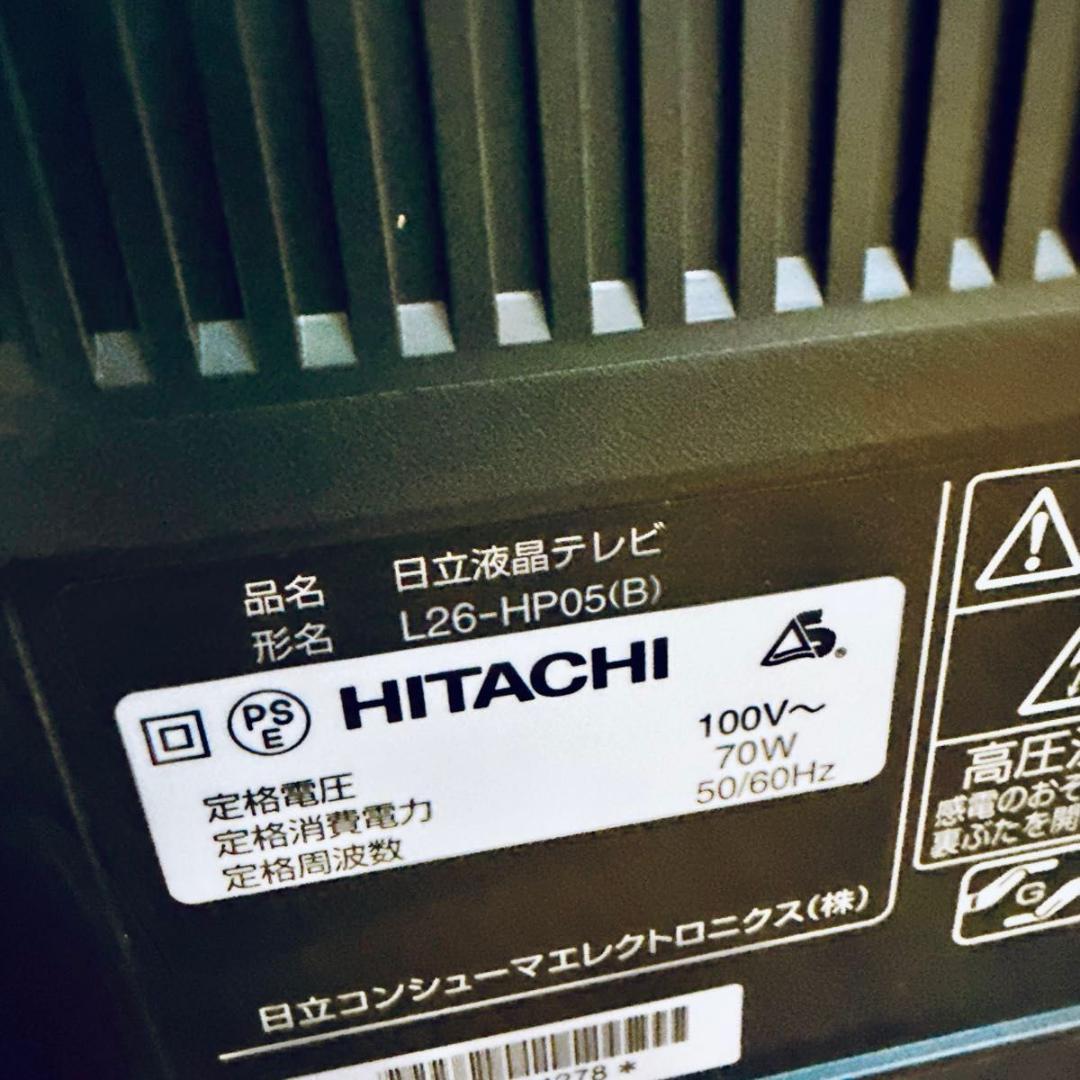 品名 日立液晶テレビ
形名 L26-HP05(B)
PS
E
HITACHI
S
®
定格電圧 100V～
定格消費電力 70W
定格周波数 50/60Hz
日立コンシューマエレクトロニクス(株)
278 *
!
高圧
感電のおそ
裏ぶたを開
G